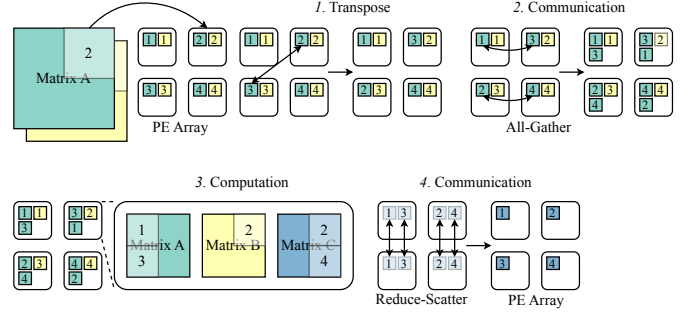 1. Transpose
2. Communication
2
Matrix A
1 1 2 2
3 3 4 4
PE Array
1 1 2 2
3 3 4 4
1 1 3 2
2 3 4 4
1 1 3 2
2 3 4 4
All-Gather
1 1 3 2
3 1
2 3 4 4
4 2
3. Computation
4. Communication
1 1 3 2
3 1
2 3 4 4
4 2
1
Matrix A
3
2
Matrix B
2
Matrix C
4
1 3 2 4
1 3 2 4
Reduce-Scatter
1 2
3 4
PE Array